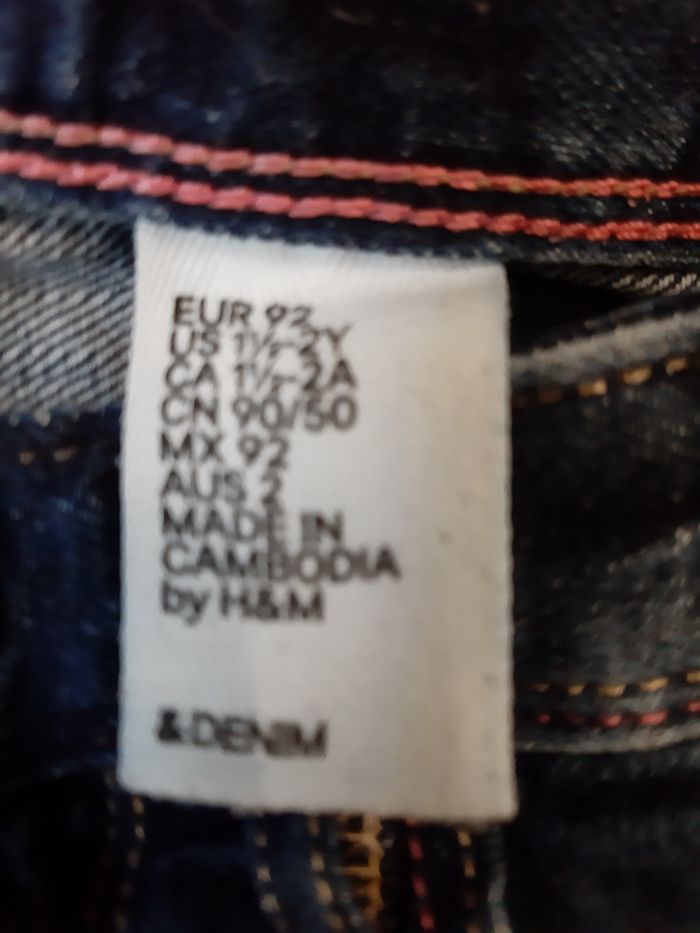 EUR 92
US 1½-2Y
CA 1½-2A
CN 90/50
MX 92
AUS 2
MADE IN
CAMBODIA
by H&M
&DENIM